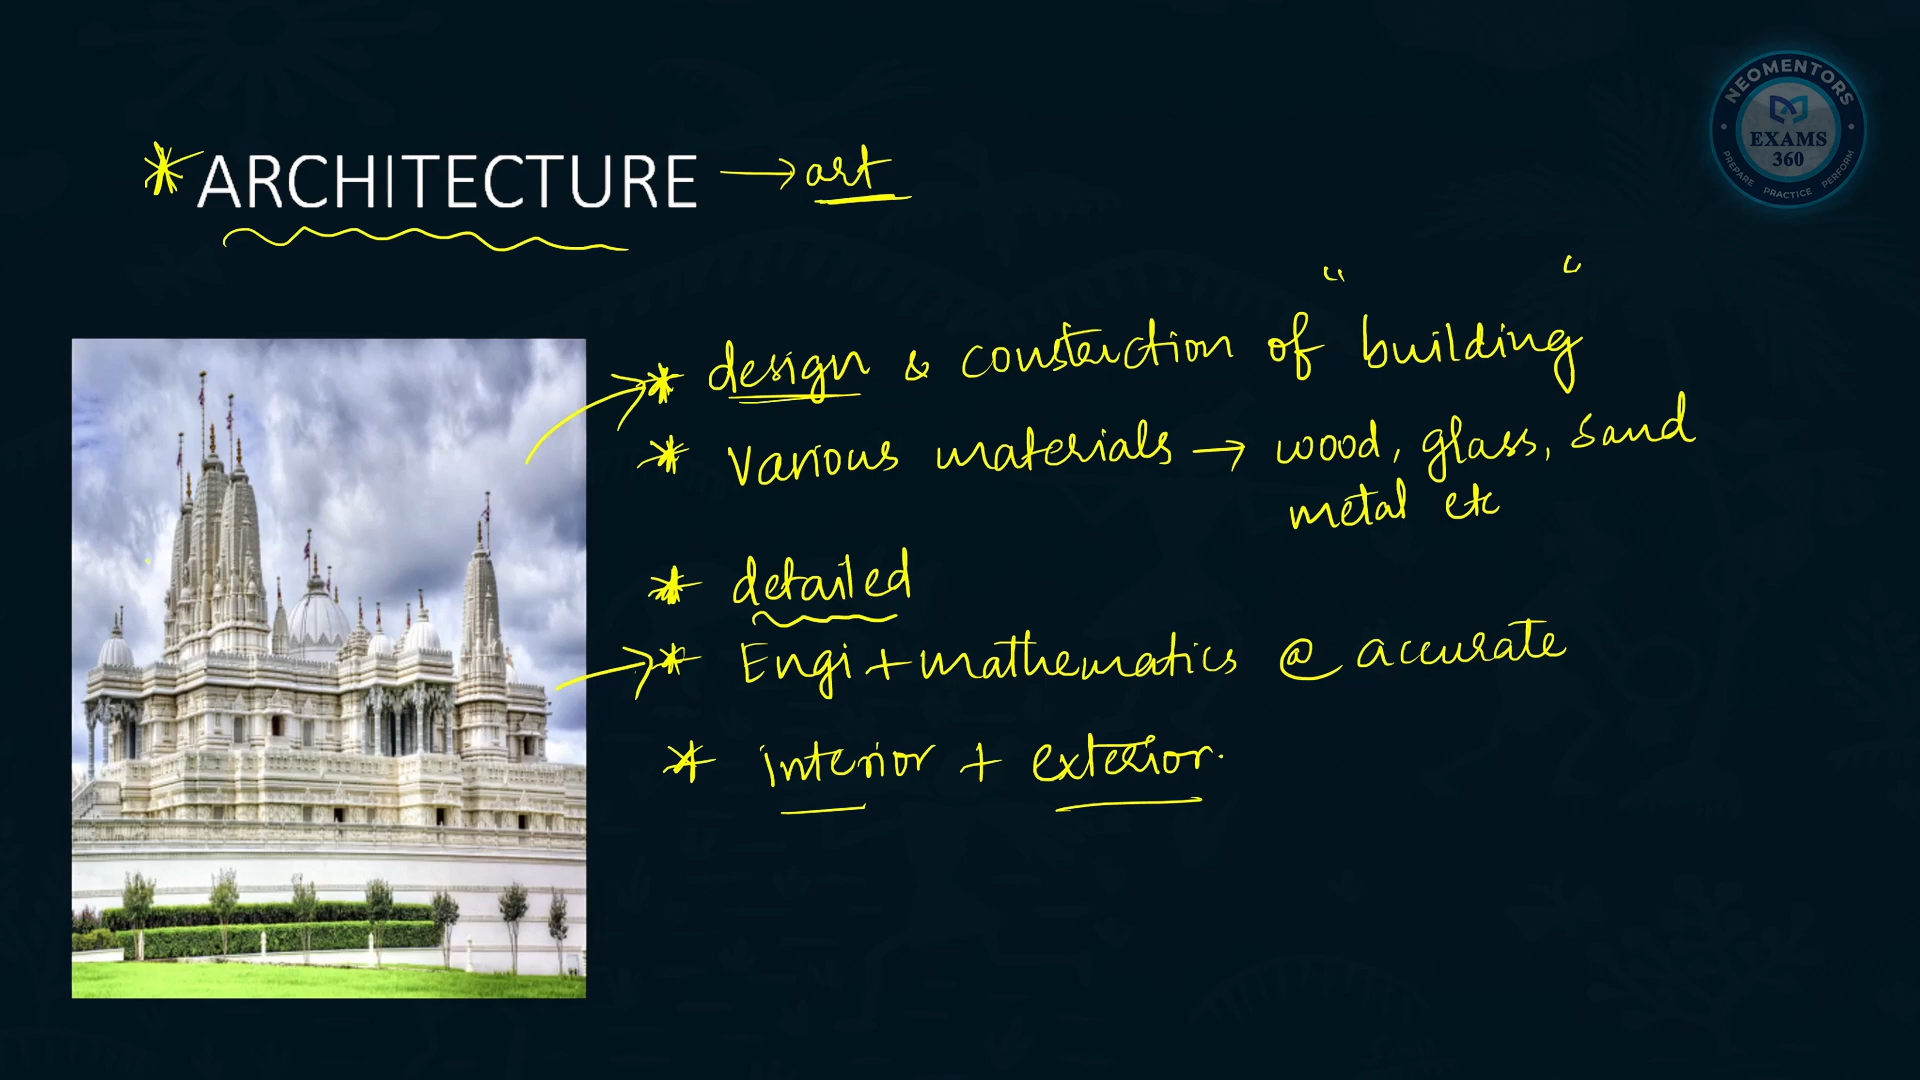 NEOMENTORS
EXAMS
360
PREPARE PRACTICE PERFORM
* ARCHITECTURE → art
* design & construction of "building"
* Various materials → wood, glass, sand
metal etc
* detailed
* Engi + mathematics @ accurate
* interior + exterior.